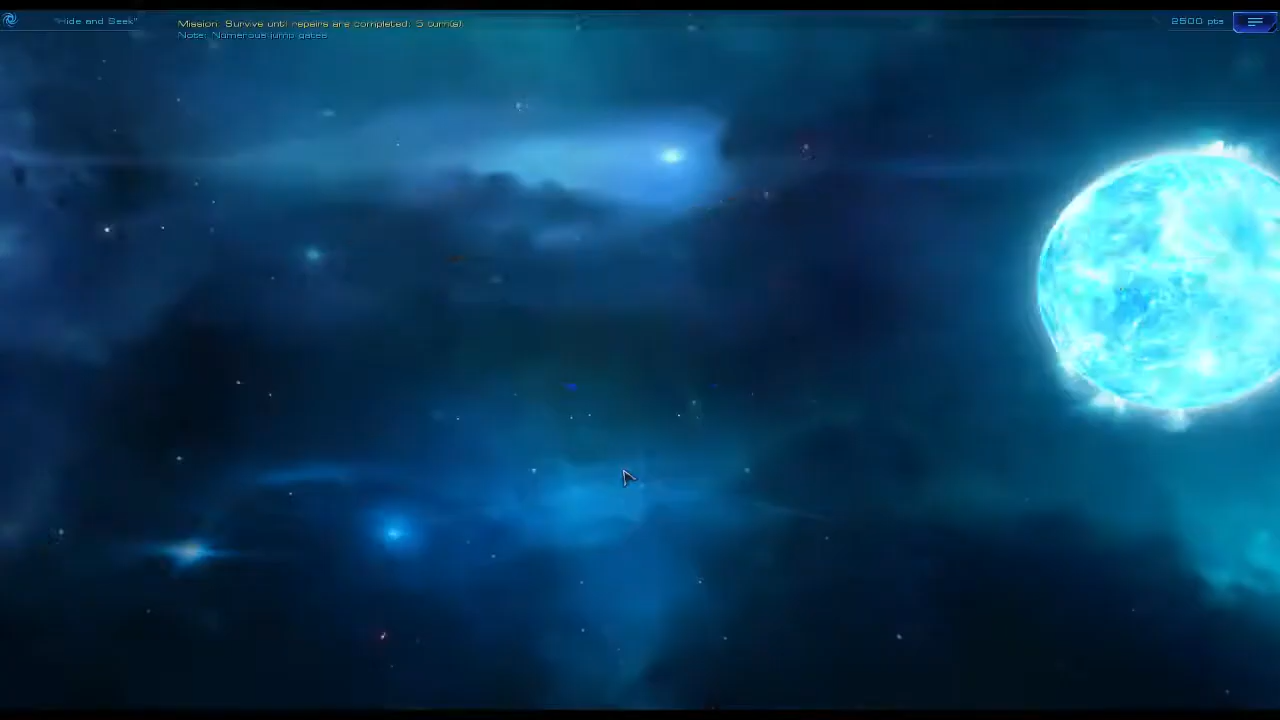 "Hide and Seek"
Mission: Survive until repairs are completed: 5 turn(s).
Note: Numerous jump gates
2500 pts